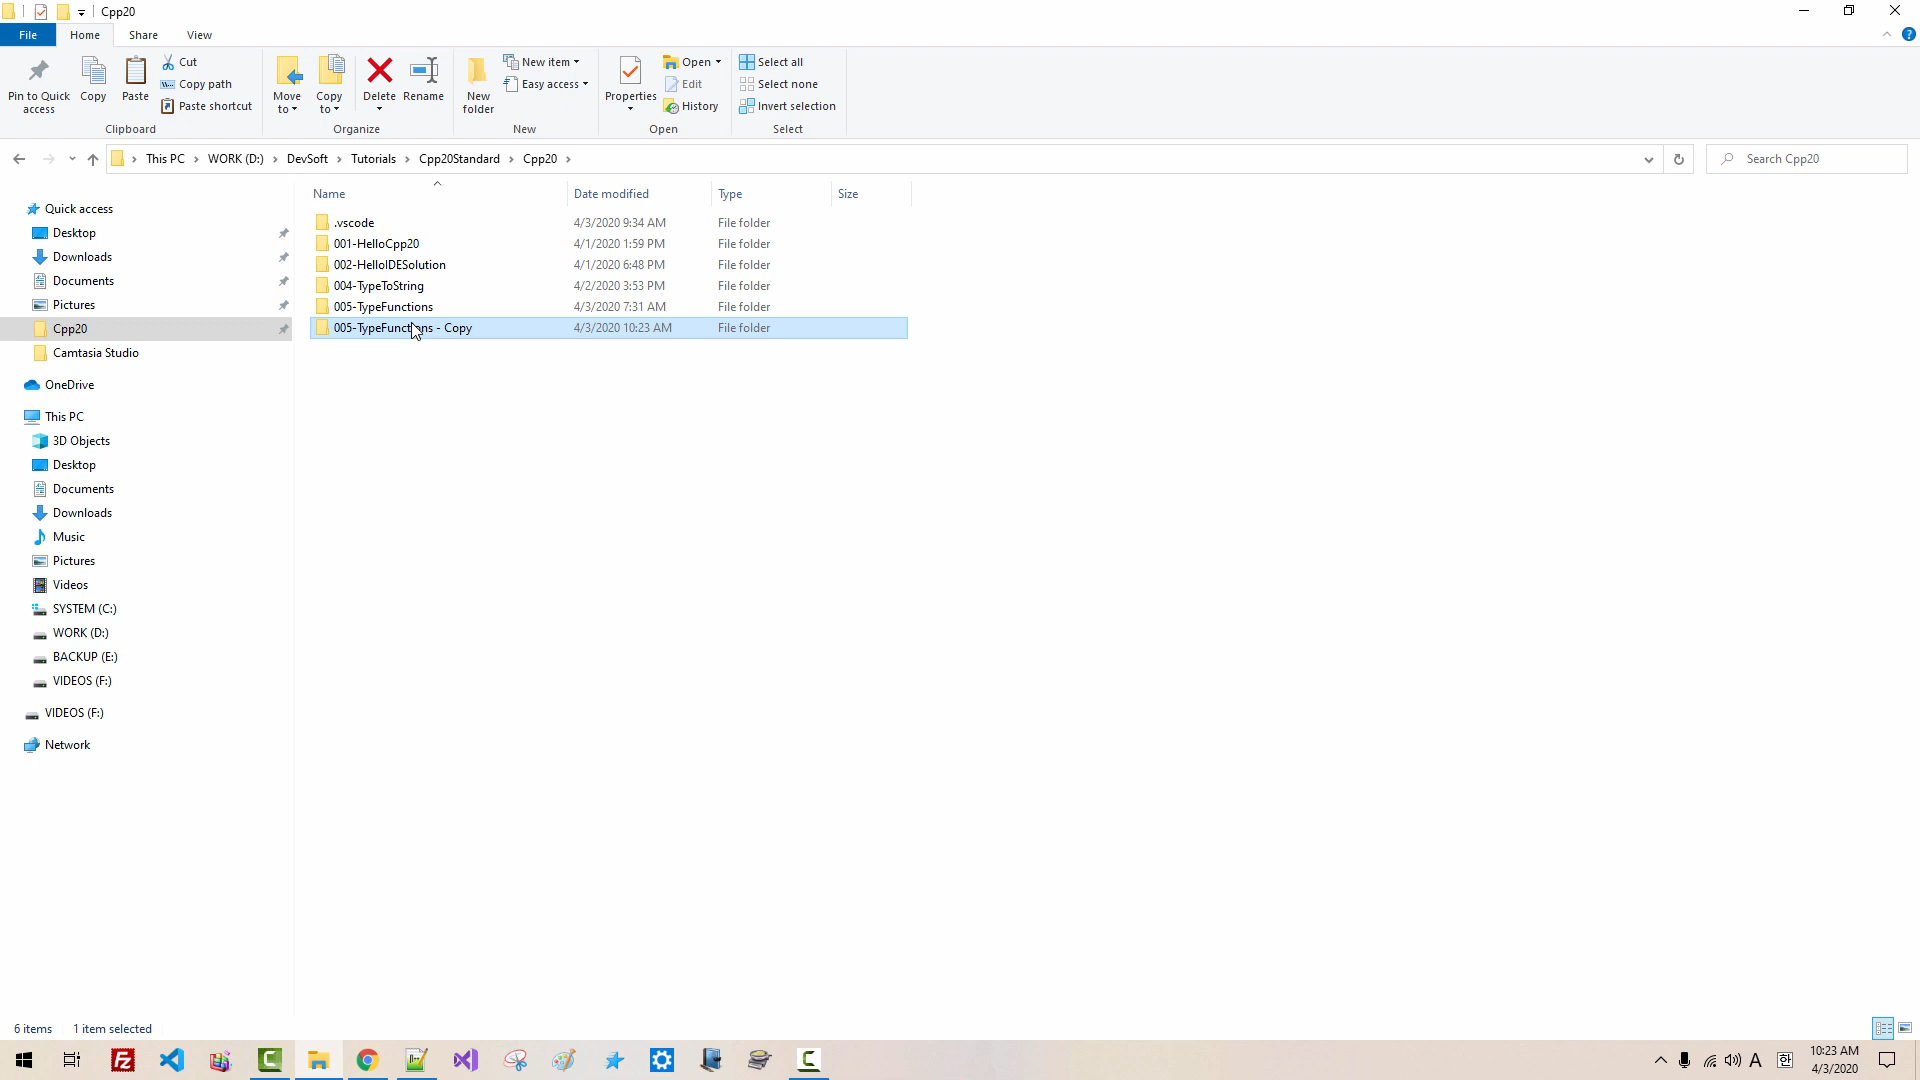 Cpp20
File Home Share View
Pin to Quick access
Copy
Paste
Cut
Copy path
Paste shortcut
Clipboard
Move to
Copy to
Delete
Rename
Organize
New folder
New item
Easy access
New
Properties
Open
Edit
History
Open
Select all
Select none
Invert selection
Select
This PC > WORK (D:) > DevSoft > Tutorials > Cpp20Standard > Cpp20 >
Search Cpp20
Name Date modified Type Size
.vscode 4/3/2020 9:34 AM File folder
001-HelloCpp20 4/1/2020 1:59 PM File folder
002-HelloIDESolution 4/1/2020 6:48 PM File folder
004-TypeToString 4/2/2020 3:53 PM File folder
005-TypeFunctions 4/3/2020 7:31 AM File folder
005-TypeFunctions - Copy 4/3/2020 10:23 AM File folder
Quick access
Desktop
Downloads
Documents
Pictures
Cpp20
Camtasia Studio
OneDrive
This PC
3D Objects
Desktop
Documents
Downloads
Music
Pictures
Videos
SYSTEM (C:)
WORK (D:)
BACKUP (E:)
VIDEOS (F:)
VIDEOS (F:)
Network
6 items 1 item selected
A 한 10:23 AM
4/3/2020